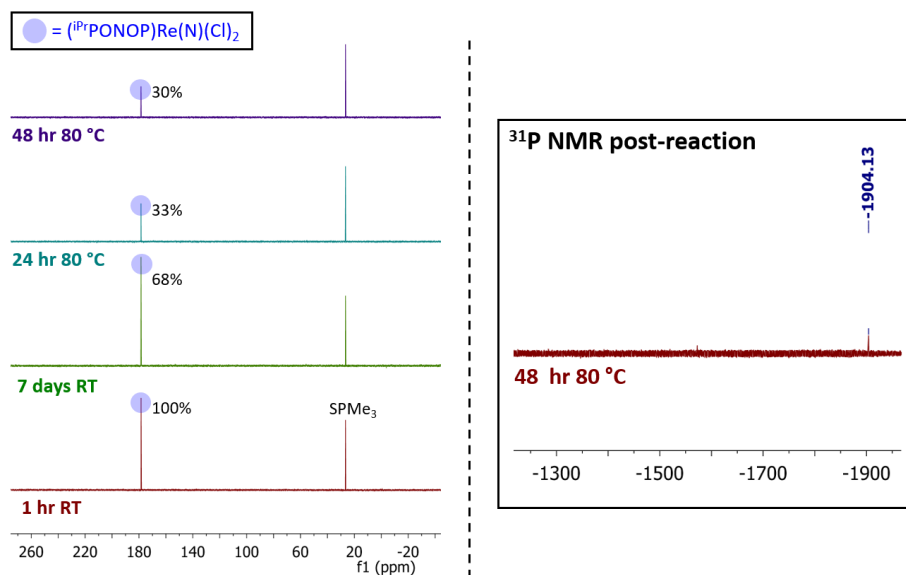 = (ⁱᴾʳPONOP)Re(N)(Cl)₂
30%
48 hr 80 °C
33%
24 hr 80 °C
68%
7 days RT
100%
SPMe₃
1 hr RT
260 220 180 140 100 60 20 -20
f1 (ppm)
³¹P NMR post-reaction
-1904.13
48 hr 80 °C
-1300 -1500 -1700 -1900